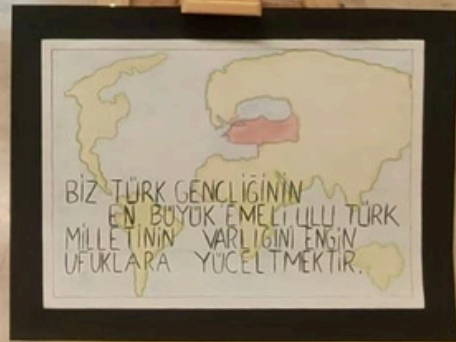 BİZ TÜRK GENÇLİĞİNİN
EN BÜYÜK EMELİ ULU TÜRK
MİLLETİNİN VARLIĞINI ENGİN
UFUKLARA YÜCELTMEKTİR.